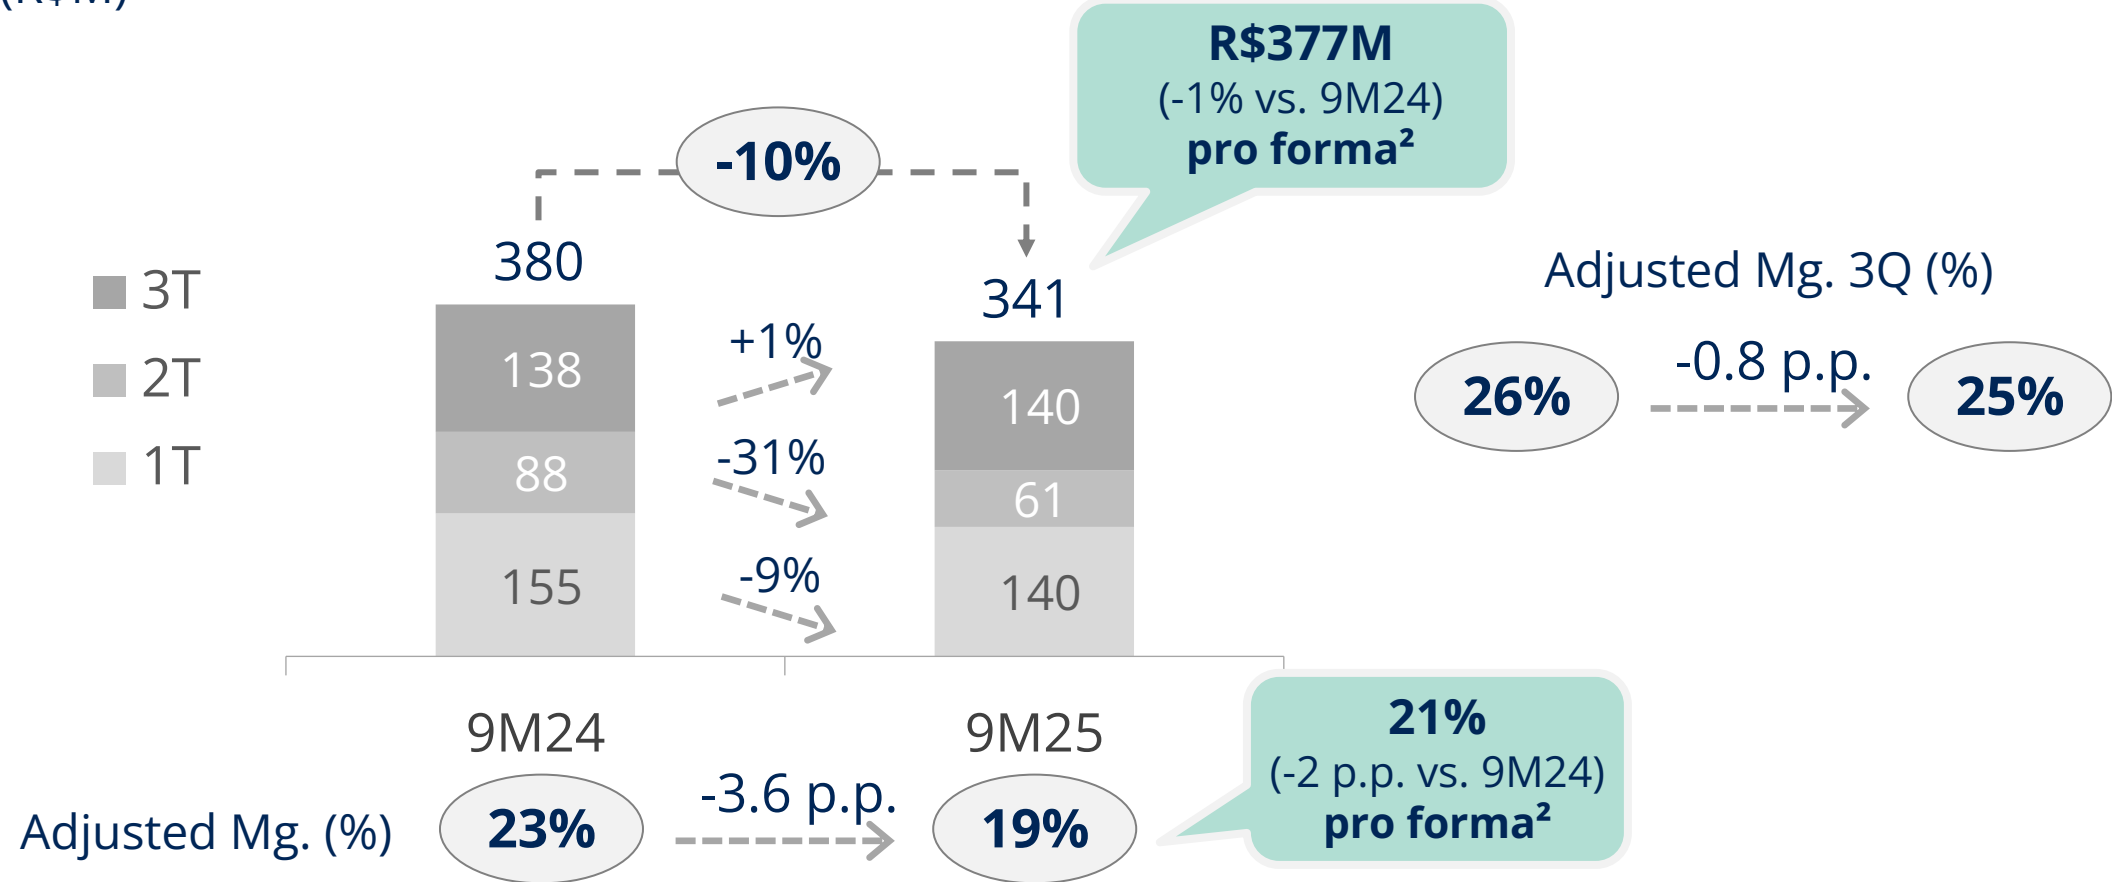 (R$ M)
R$377M
(-1% vs. 9M24)
pro forma²
-10%
380
341
3T
2T
1T
138
88
155
+1%
-31%
-9%
140
61
140
Adjusted Mg. 3Q (%)
26%
-0.8 p.p.
25%
9M24
9M25
Adjusted Mg. (%)
23%
-3.6 p.p.
19%
21%
(-2 p.p. vs. 9M24)
pro forma²